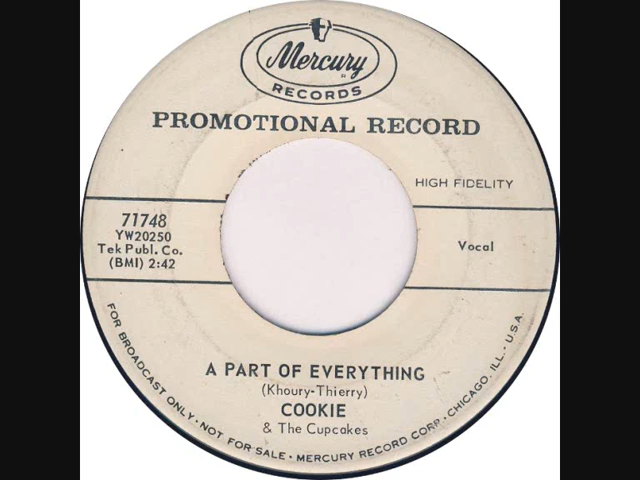 Mercury
RECORDS
PROMOTIONAL RECORD
HIGH FIDELITY
71748
YW20250
Tek Publ. Co.
(BMI) 2:42
Vocal
A PART OF EVERYTHING
(Khoury-Thierry)
COOKIE
& The Cupcakes
FOR BROADCAST ONLY • NOT FOR SALE • MERCURY RECORD CORP. • CHICAGO, ILL. • U.S.A.